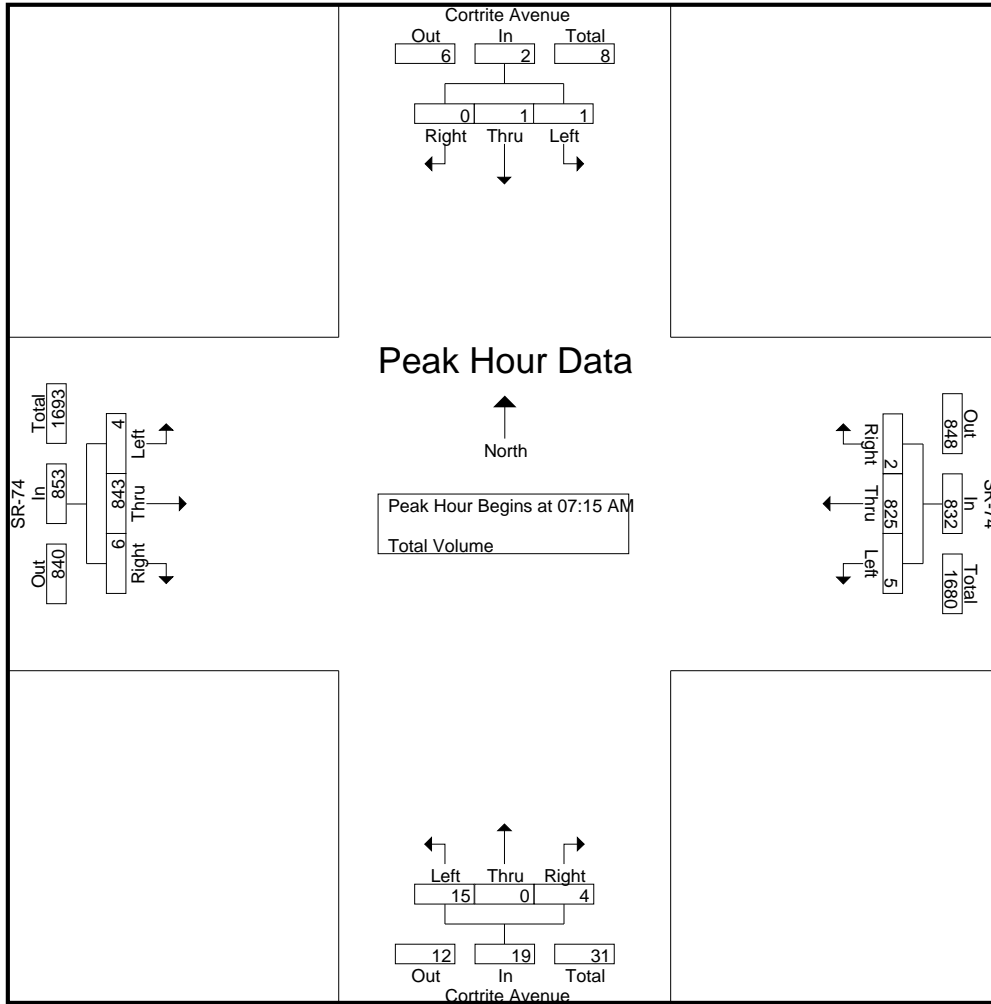 Cortrite Avenue
Out In Total
6 2 8
0 1 1
Right Thru Left
Peak Hour Data
North
Peak Hour Begins at 07:15 AM
Total Volume
SR-74
Total In Out
1693 853 840
4 843 6
Left Thru Right
Right Thru Left
2 825 5
Out In Total
848 832 1680
SR-74
Left Thru Right
15 0 4
12 19 31
Out In Total
Cortrite Avenue